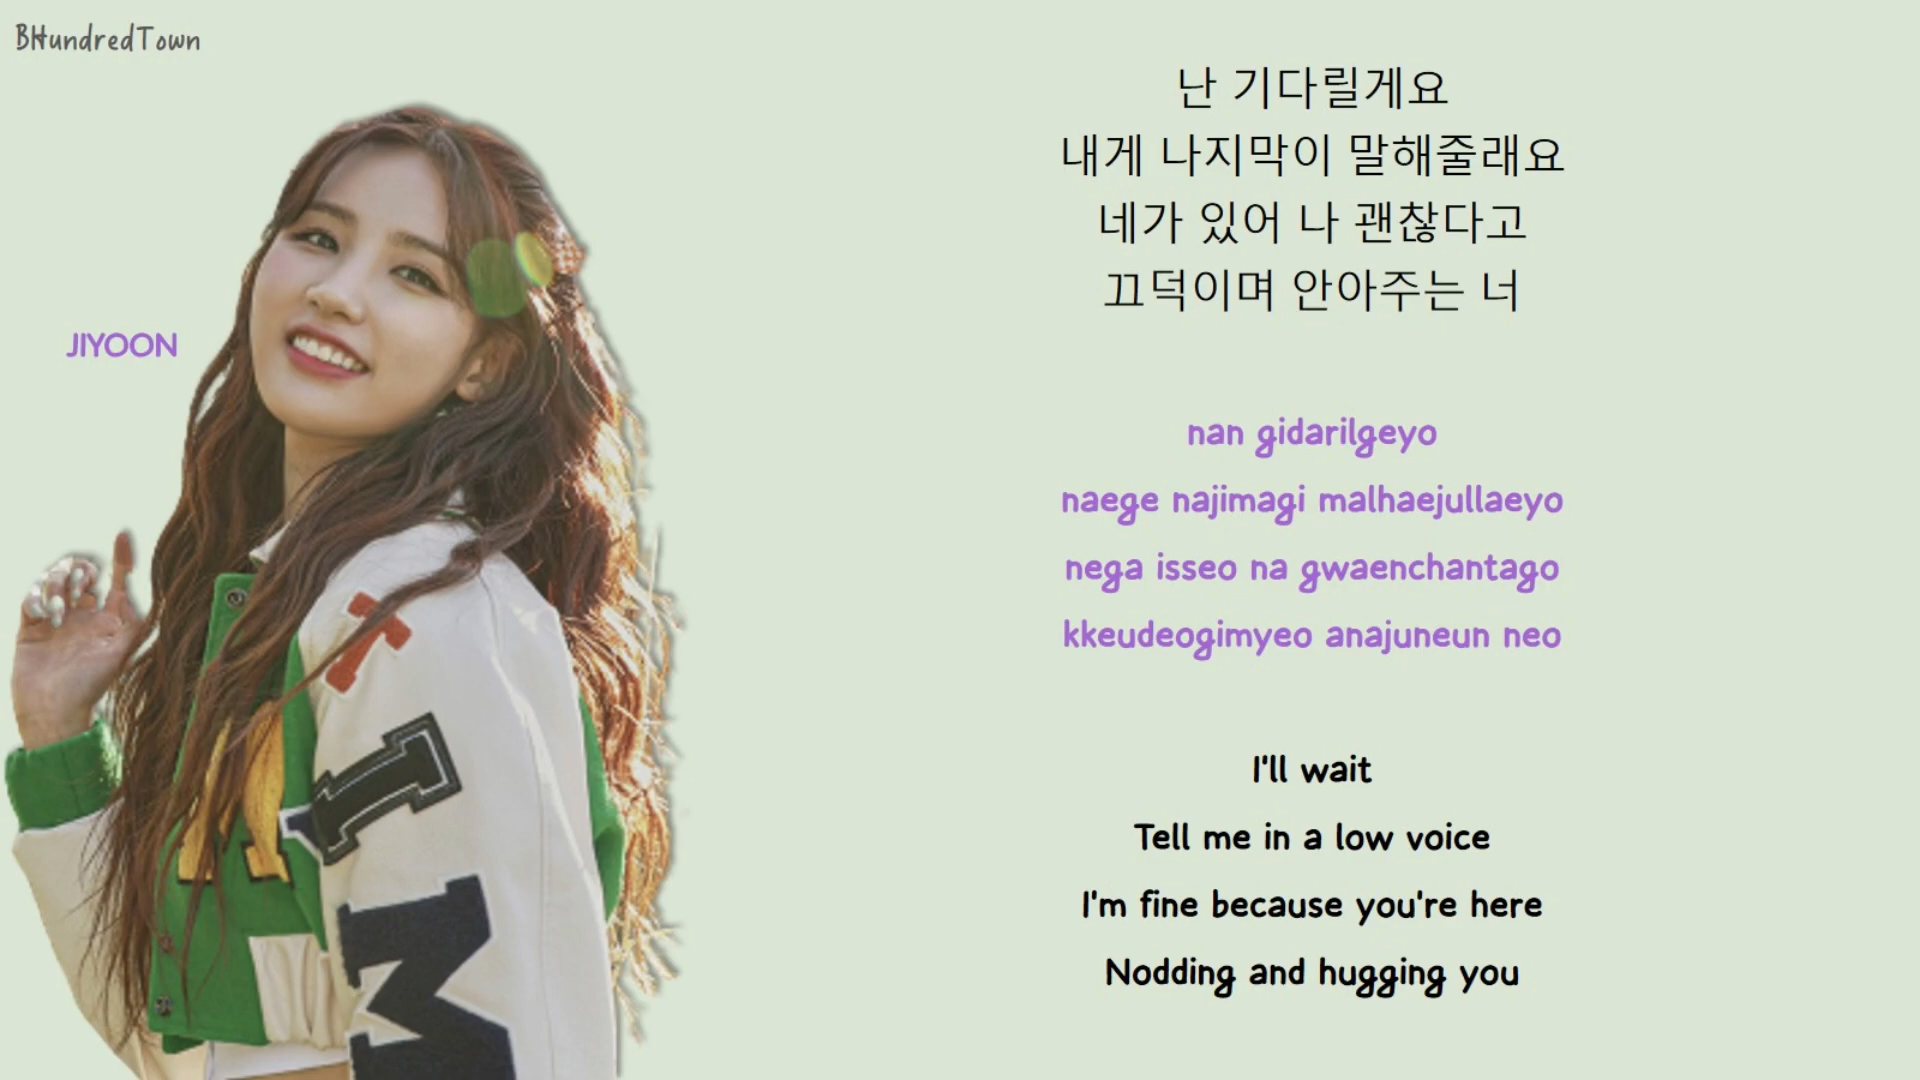 BHundredTown
JIYOON
난 기다릴게요
내게 나지막이 말해줄래요
네가 있어 나 괜찮다고
끄덕이며 안아주는 너
nan gidarilgeyo
naege najimagi malhaejullaeyo
nega isseo na gwaenchantago
kkeudeogimyeo anajuneun neo
I'll wait
Tell me in a low voice
I'm fine because you're here
Nodding and hugging you